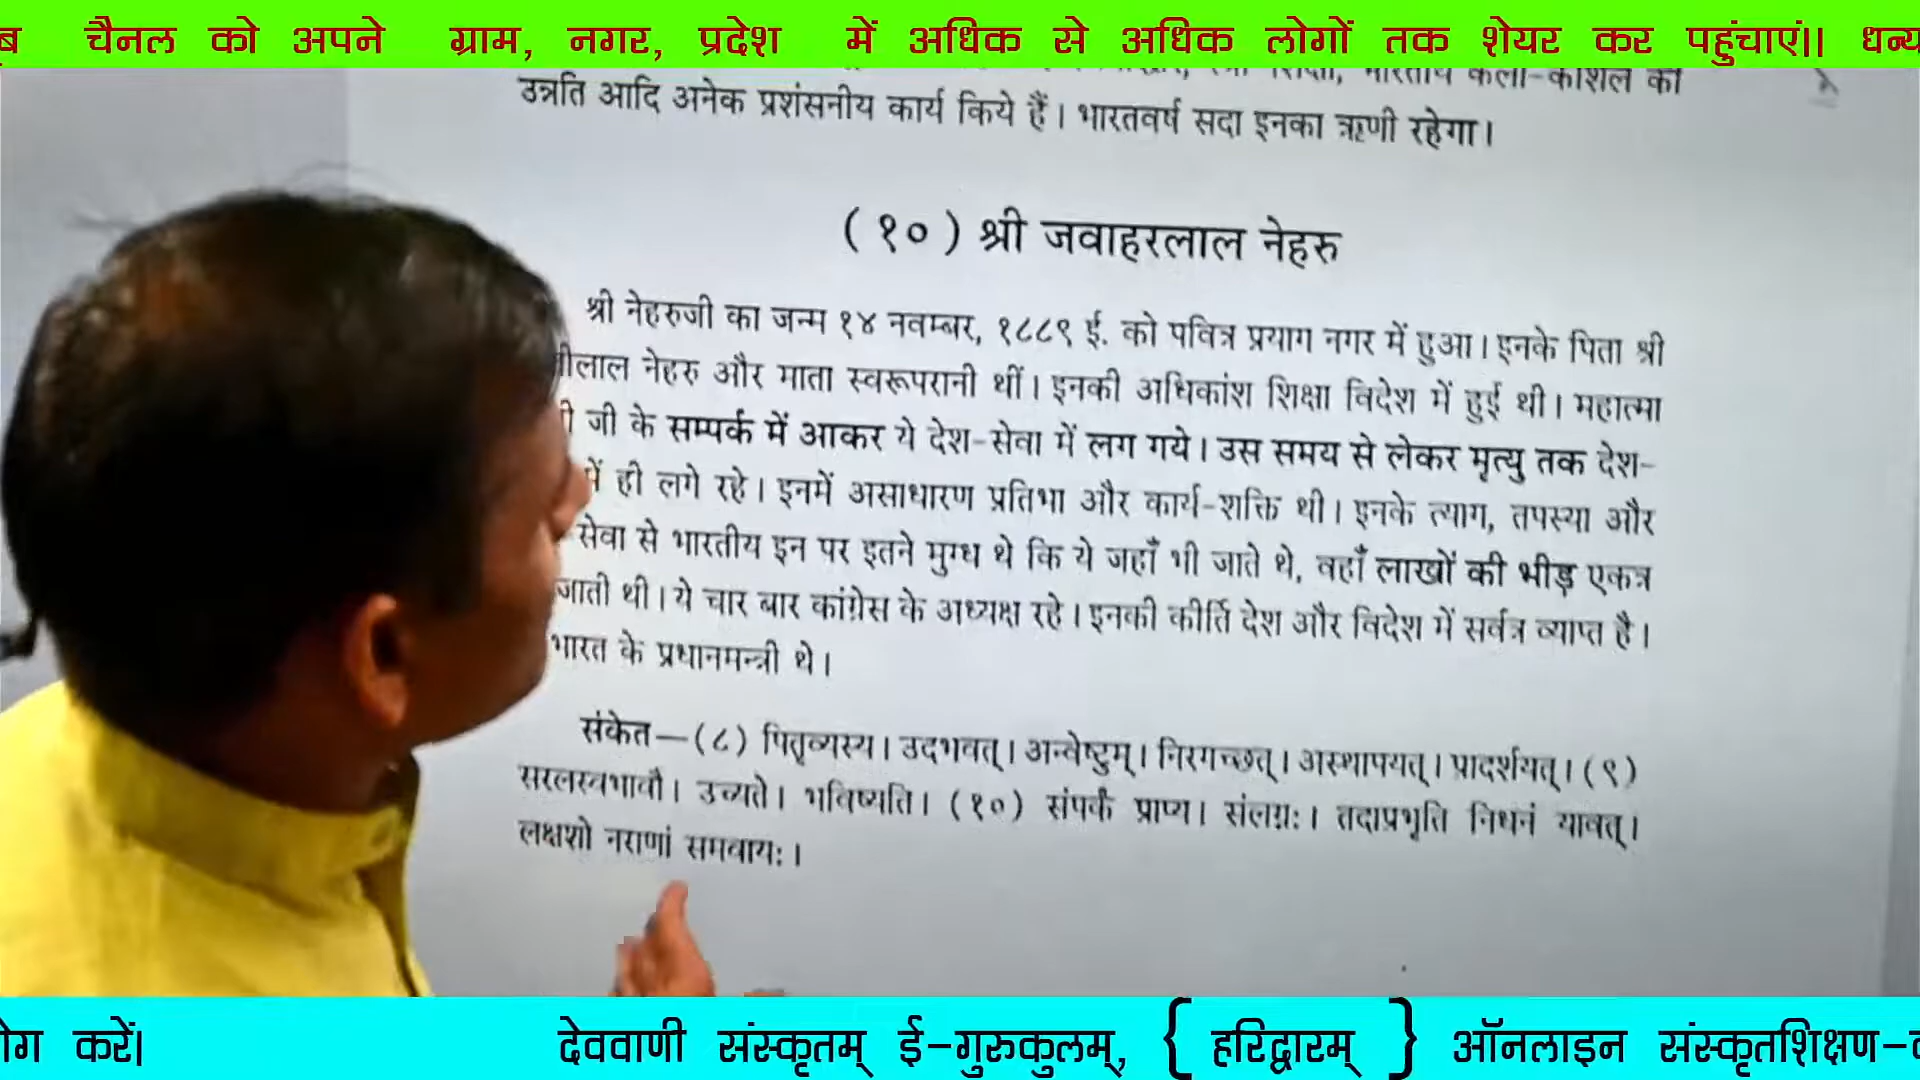 चैनल को अपने ग्राम, नगर, प्रदेश में अधिक से अधिक लोगों तक शेयर कर पहुंचाएं।।
भारतीय कला-कौशल की
उन्नति आदि अनेक प्रशंसनीय कार्य किये हैं। भारतवर्ष सदा इनका ऋणी रहेगा।
(१०) श्री जवाहरलाल नेहरु
श्री नेहरुजी का जन्म १४ नवम्बर, १८८९ ई. को पवित्र प्रयाग नगर में हुआ। इनके पिता श्री
नेहरु और माता स्वरूपरानी थीं। इनकी अधिकांश शिक्षा विदेश में हुई थी। महात्मा
जी के सम्पर्क में आकर ये देश-सेवा में लग गये। उस समय से लेकर मृत्यु तक देश-
में ही लगे रहे। इनमें असाधारण प्रतिभा और कार्य-शक्ति थी। इनके त्याग, तपस्या और
सेवा से भारतीय इन पर इतने मुग्ध थे कि ये जहाँ भी जाते थे, वहाँ लाखों की भीड़ एकत्र
जाती थी। ये चार बार कांग्रेस के अध्यक्ष रहे। इनकी कीर्ति देश और विदेश में सर्वत्र व्याप्त है।
भारत के प्रधानमन्त्री थे।
संकेत—(८) पितृव्यस्य। उदभवत्। अन्वेष्टुम्। निरगच्छत्। अस्थापयत्। प्रादर्शयत्। (९)
सरलस्वभावौ। उच्यते। भविष्यति। (१०) संपर्कं प्राप्य। संलग्नः। तदाप्रभृति निधनं यावत्।
लक्षशो नराणां समवायः।
करें। देववाणी संस्कृतम् ई-गुरुकुलम्, { हरिद्वारम् } ऑनलाइन संस्कृतशिक्षण-